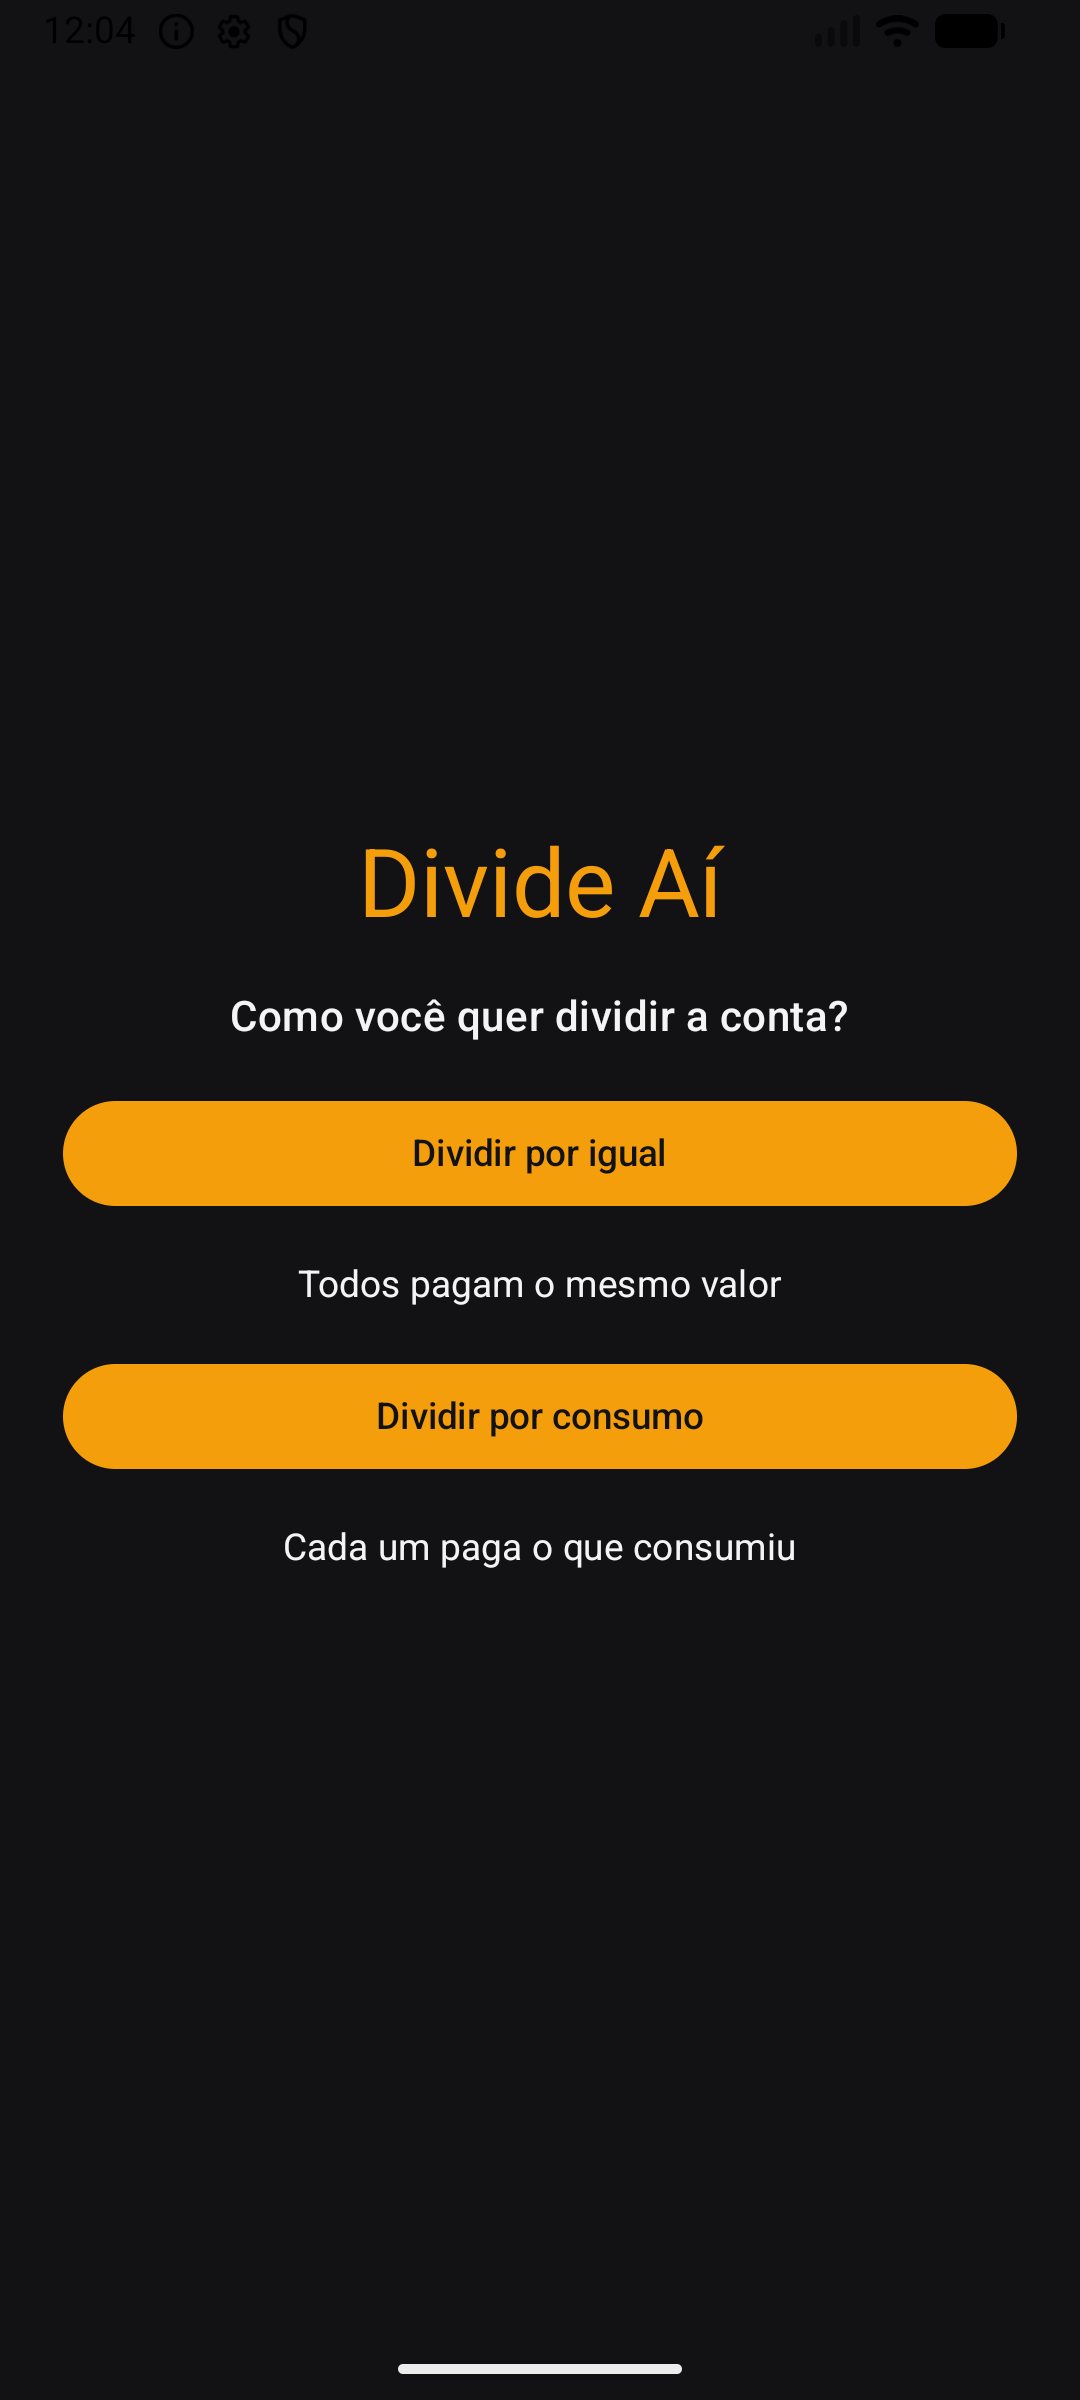 12:04
Divide Aí
Como você quer dividir a conta?
Dividir por igual
Todos pagam o mesmo valor
Dividir por consumo
Cada um paga o que consumiu